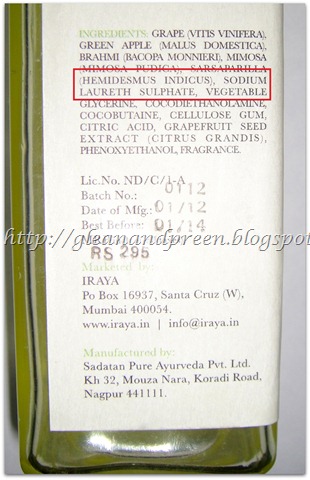 INGREDIENTS: GRAPE (VITIS VINIFERA),
GREEN APPLE (MALUS DOMESTICA),
BRAHMI (BACOPA MONNIERI), MIMOSA
(MIMOSA PUDICA), SARSAPARILLA
(HEMIDESMUS INDICUS), SODIUM
LAURETH SULPHATE, VEGETABLE
GLYCERINE, COCODIETHANOLAMINE,
COCOBUTAINE, CELLULOSE GUM,
CITRIC ACID, GRAPEFRUIT SEED
EXTRACT (CITRUS GRANDIS),
PHENOXYETHANOL, FRAGRANCE.
Lic.No. ND/C/1-A
Batch No.: 0112
Date of Mfg.: 01/12
Best Before: 01/14
http://gleanandpreen.blogspot
RS 295
Marketed by:
IRAYA
Po Box 16937, Santa Cruz (W),
Mumbai 400054.
www.iraya.in | info@iraya.in
Manufactured by:
Sadatan Pure Ayurveda Pvt. Ltd.
Kh 32, Mouza Nara, Koradi Road,
Nagpur 441111.